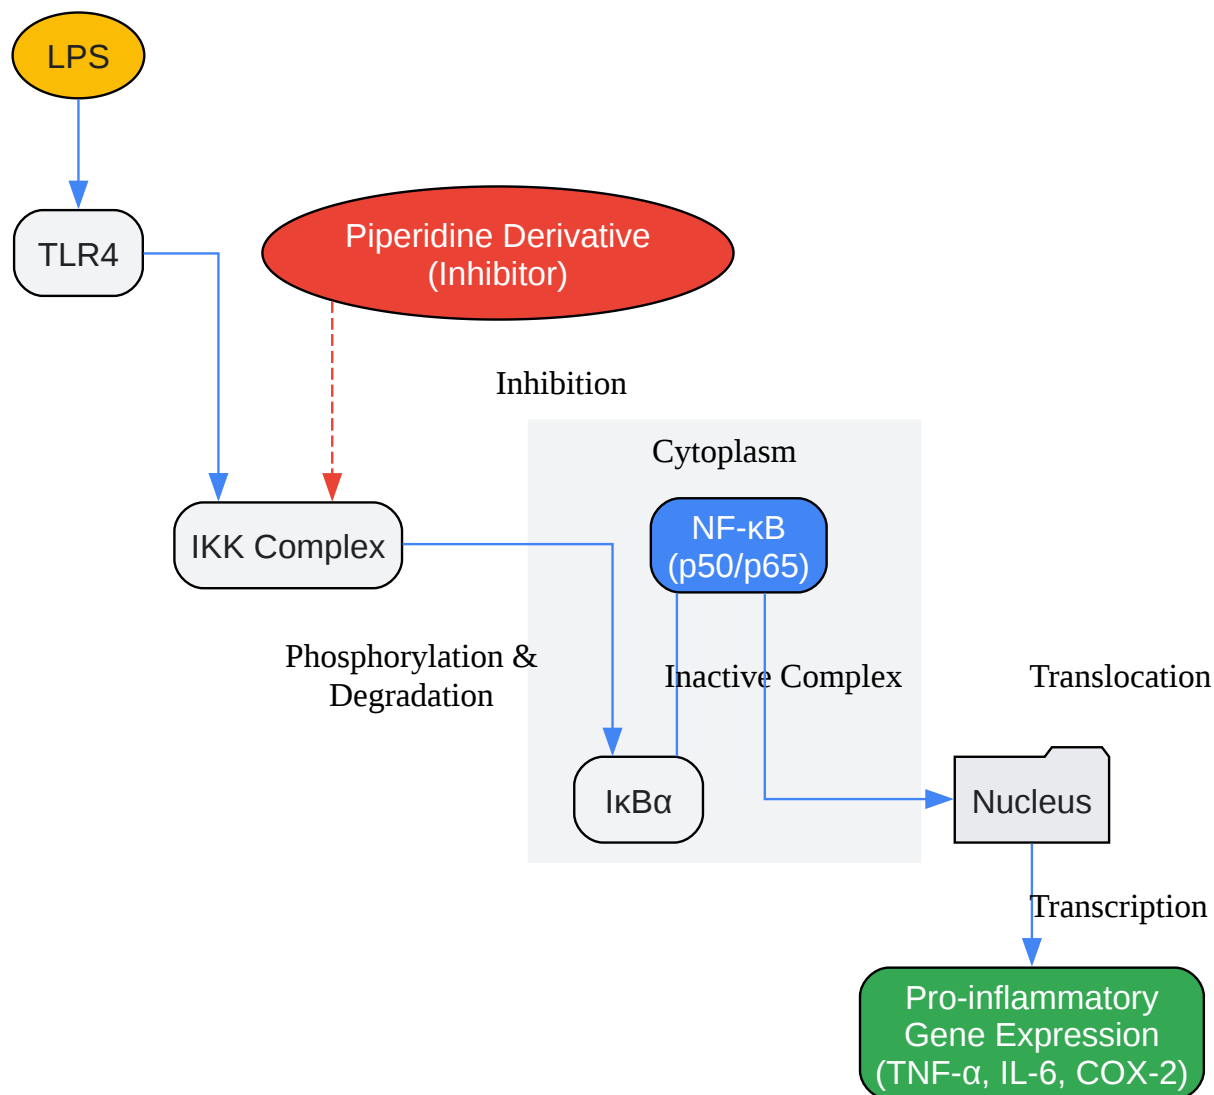 LPS
TLR4
Piperidine Derivative
(Inhibitor)
Inhibition
Cytoplasm
IKK Complex
NF-κB
(p50/p65)
Phosphorylation &
Degradation
Inactive Complex
Translocation
IκBα
Nucleus
Transcription
Pro-inflammatory
Gene Expression
(TNF-α, IL-6, COX-2)